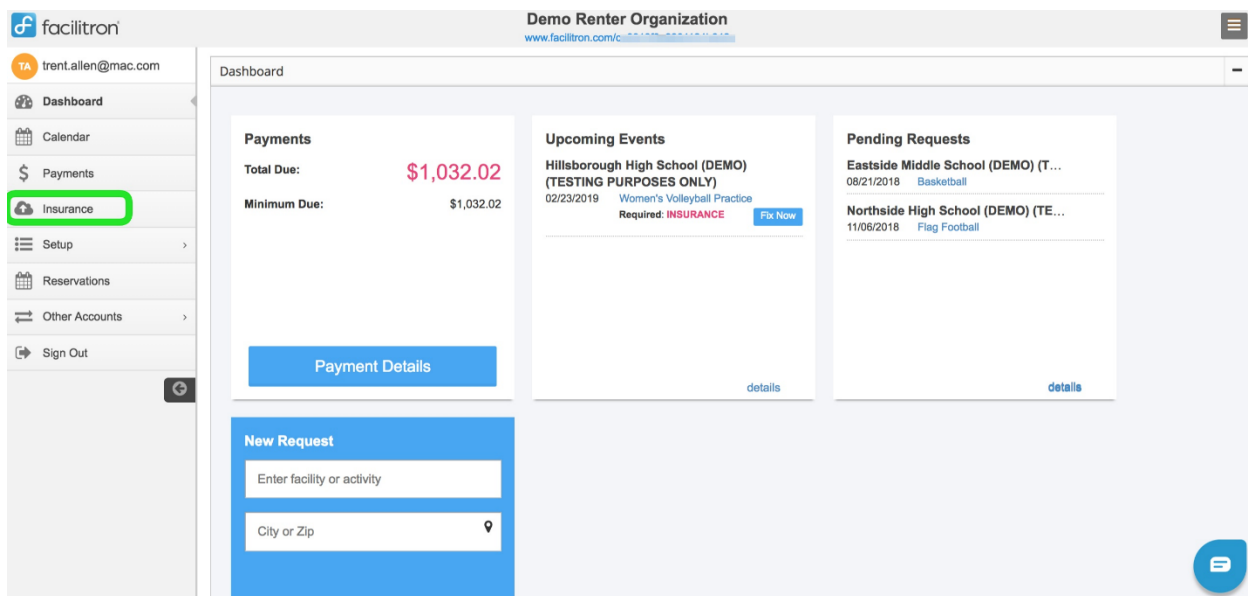 facilitron
Demo Renter Organization
www.facilitron.com/c
TA trent.allen@mac.com
Dashboard
Calendar
$ Payments
Insurance
Setup
Reservations
Other Accounts
Sign Out
Dashboard
Payments
Total Due: $1,032.02
Minimum Due: $1,032.02
Payment Details
Upcoming Events
Hillsborough High School (DEMO)
(TESTING PURPOSES ONLY)
02/23/2019 Women's Volleyball Practice
Required: INSURANCE Fix Now
details
Pending Requests
Eastside Middle School (DEMO) (T...
08/21/2018 Basketball
Northside High School (DEMO) (TE...
11/06/2018 Flag Football
details
New Request
Enter facility or activity
City or Zip